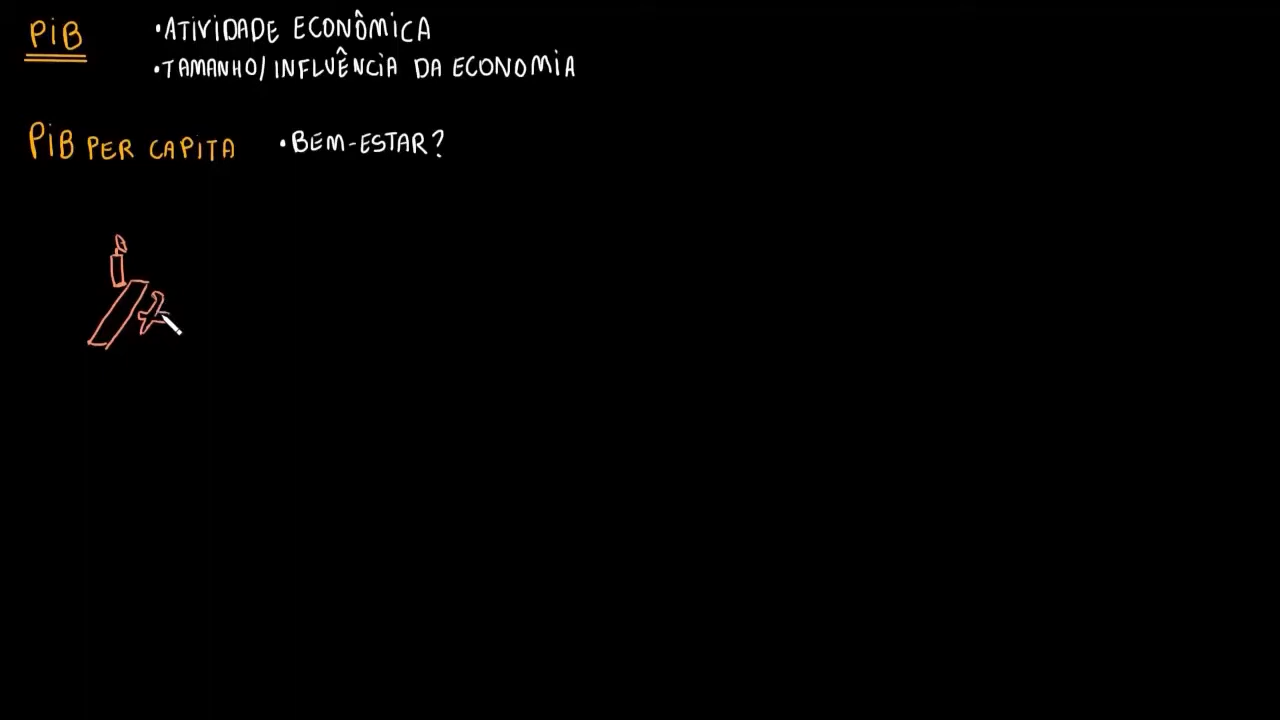 PIB
• ATIVIDADE ECONÔMICA
• TAMANHO/INFLUÊNCIA DA ECONOMIA
PIB PER CAPITA • BEM-ESTAR?